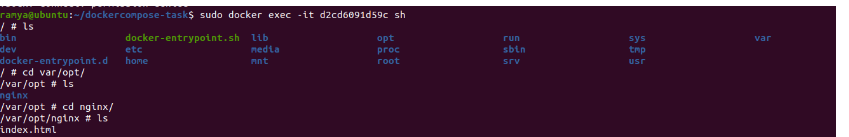 ramya@ubuntu:~/dockercompose-task$ sudo docker exec -it d2cd6091d59c sh
/ # ls
bin docker-entrypoint.sh lib opt run sys var
dev etc media proc sbin tmp
docker-entrypoint.d home mnt root srv usr
/ # cd var/opt/
/var/opt # ls
nginx
/var/opt # cd nginx/
/var/opt/nginx # ls
index.html